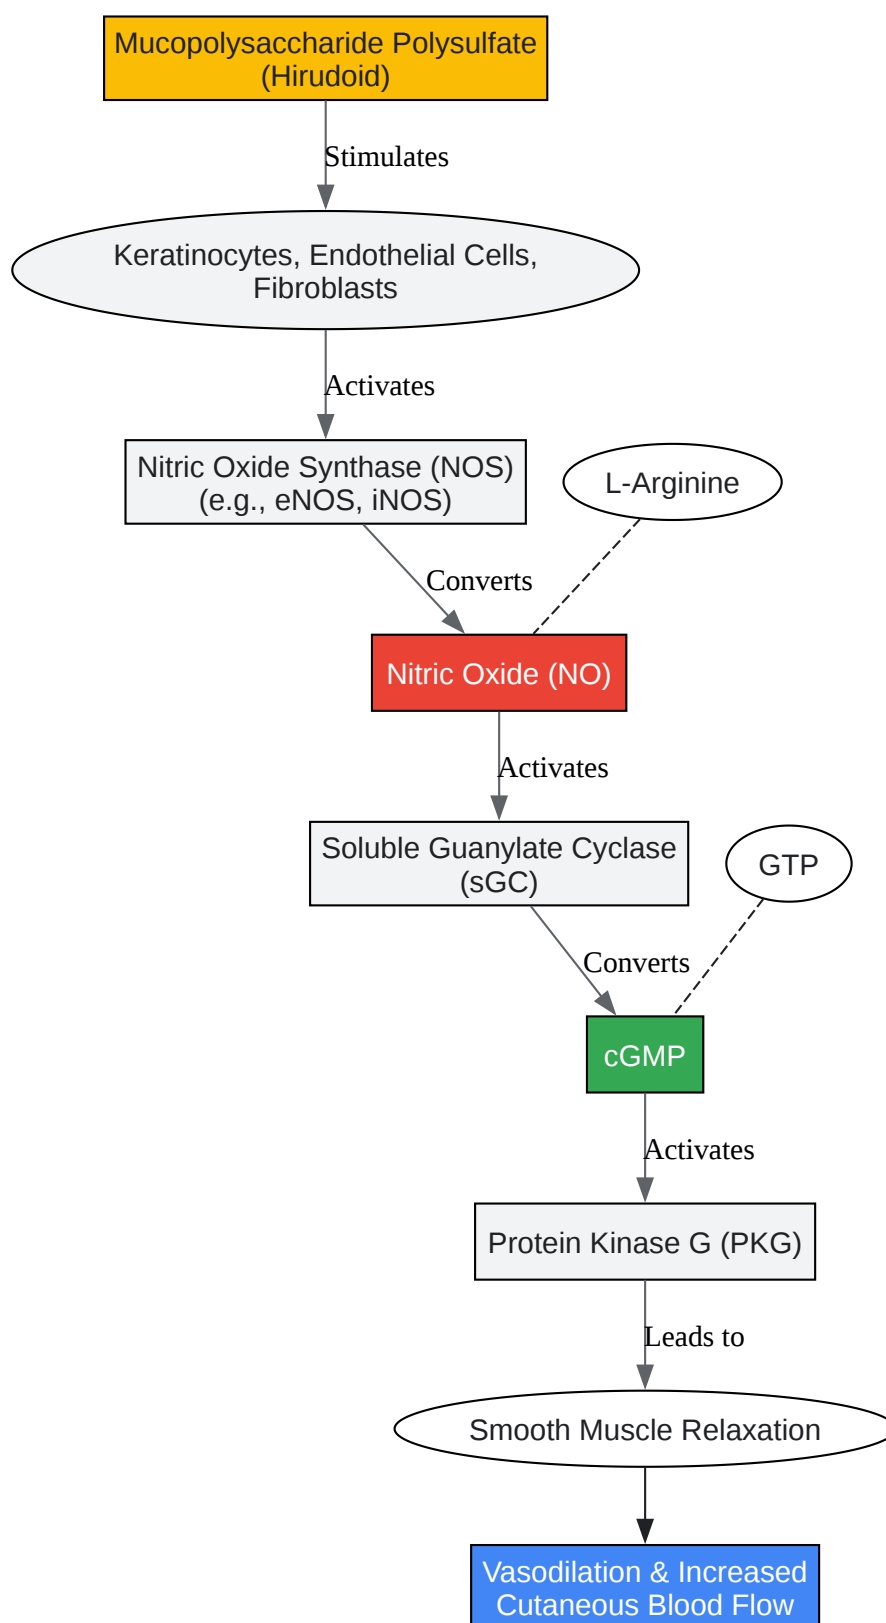 Mucopolysaccharide Polysulfate
(Hirudoid)
Stimulates
Keratinocytes, Endothelial Cells,
Fibroblasts
Activates
Nitric Oxide Synthase (NOS)
(e.g., eNOS, iNOS)
L-Arginine
Converts
Nitric Oxide (NO)
Activates
Soluble Guanylate Cyclase
(sGC)
GTP
Converts
cGMP
Activates
Protein Kinase G (PKG)
Leads to
Smooth Muscle Relaxation
Vasodilation & Increased
Cutaneous Blood Flow